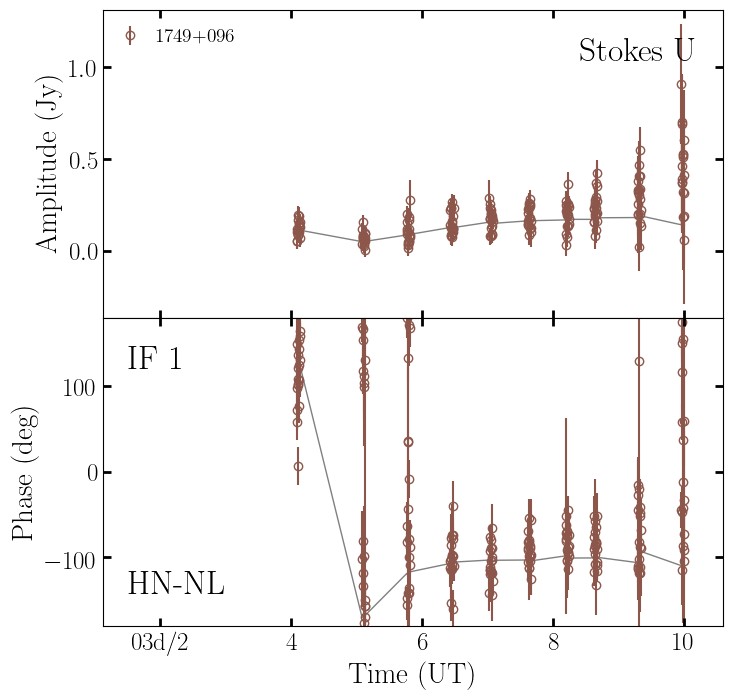 1749+096
Stokes U
Amplitude (Jy)
1.0
0.5
0.0
IF 1
HN-NL
Phase (deg)
100
0
−100
03d/2 4 6 8 10
Time (UT)